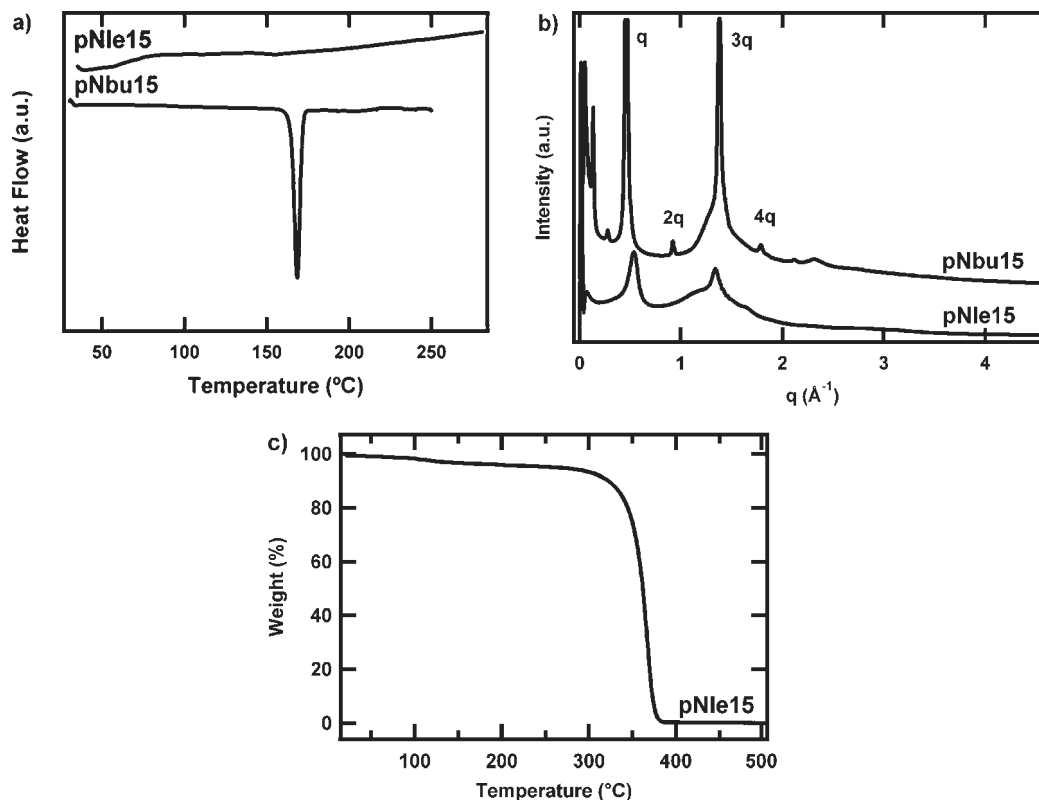 a)
pNle15
pNbu15
Heat Flow (a.u.)
50 100 150 200 250
Temperature (ºC)
b)
q
3q
2q
4q
pNbu15
pNle15
Intensity (a.u.)
0 1 2 3 4
q (Å⁻¹)
c)
100
80
60
40
20
0
Weight (%)
pNle15
100 200 300 400 500
Temperature (°C)